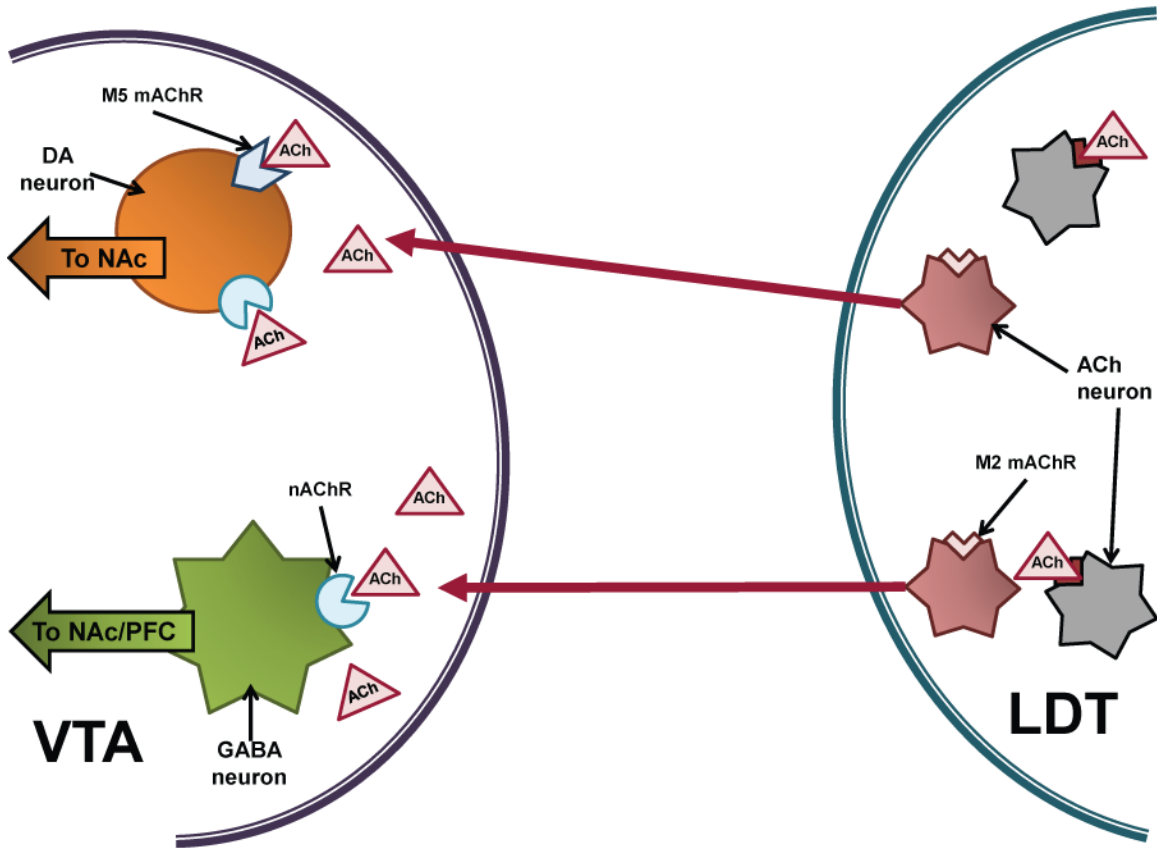 M5 mAChR
ACh
DA
neuron
To NAc
ACh
ACh
nAChR
ACh
ACh
To NAc/PFC
ACh
VTA
GABA
neuron
ACh
ACh
neuron
M2 mAChR
ACh
LDT